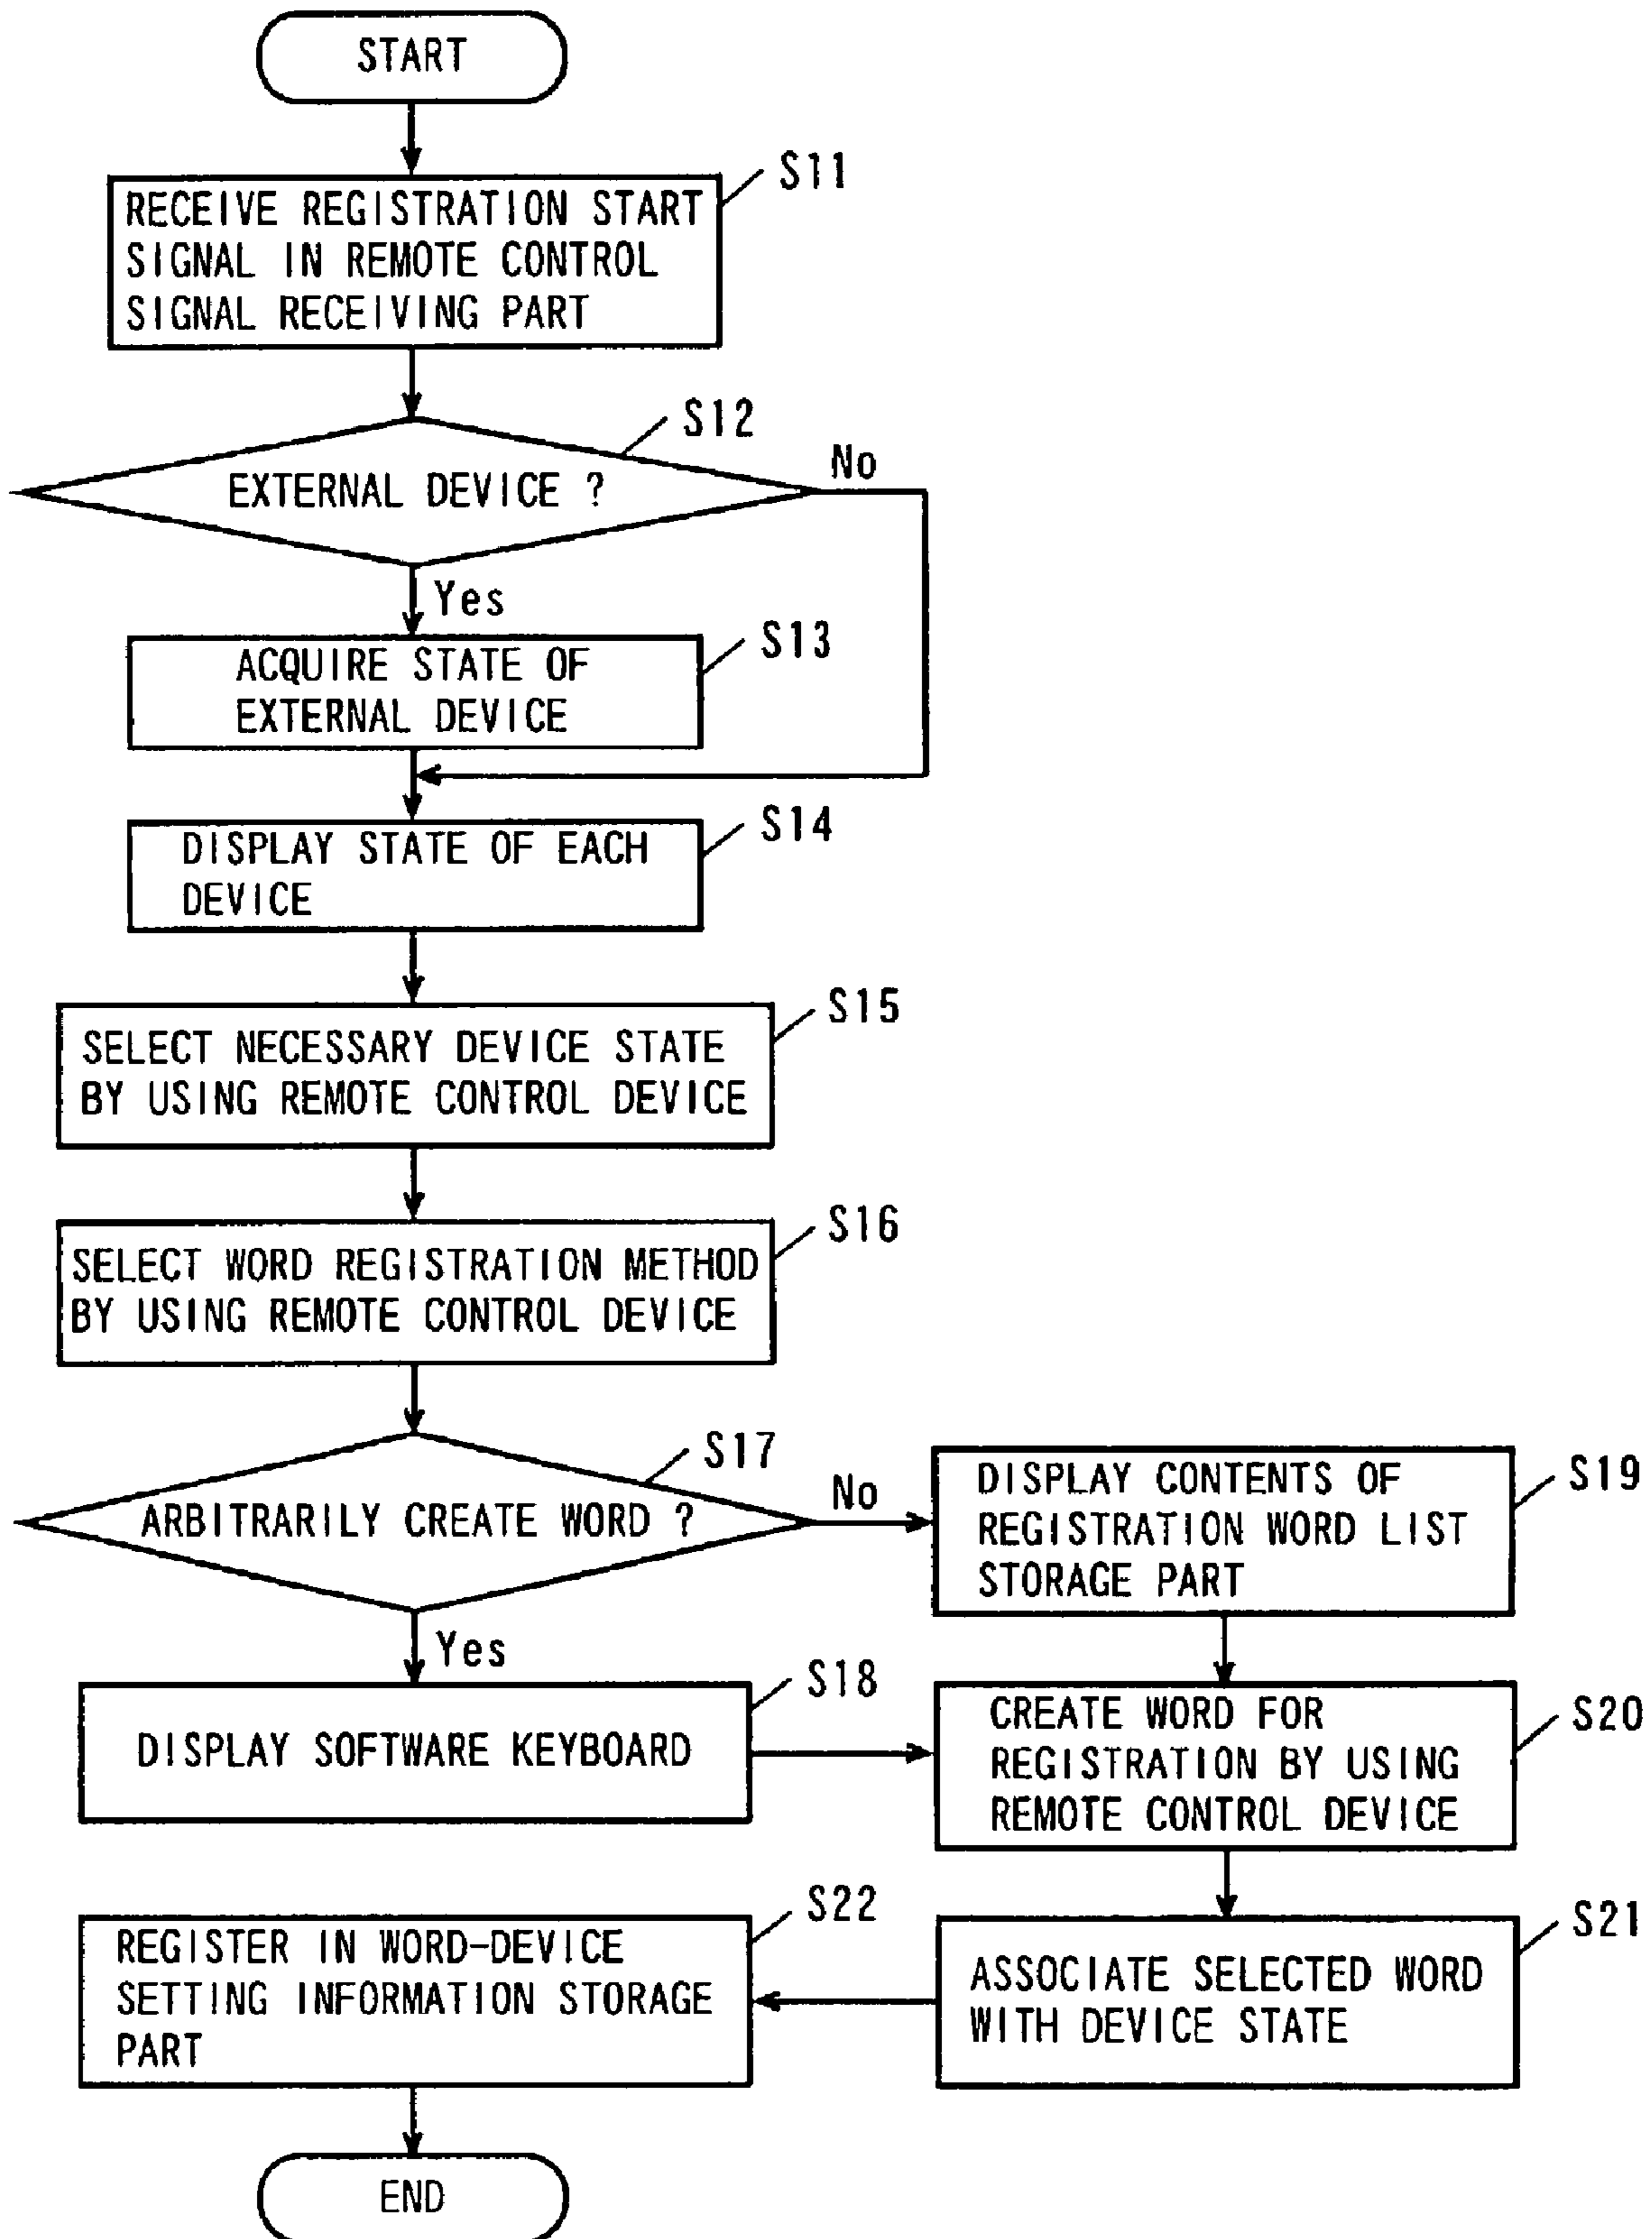 START
S11
RECEIVE REGISTRATION START
SIGNAL IN REMOTE CONTROL
SIGNAL RECEIVING PART
S12
EXTERNAL DEVICE ?
No
Yes
S13
ACQUIRE STATE OF
EXTERNAL DEVICE
S14
DISPLAY STATE OF EACH
DEVICE
S15
SELECT NECESSARY DEVICE STATE
BY USING REMOTE CONTROL DEVICE
S16
SELECT WORD REGISTRATION METHOD
BY USING REMOTE CONTROL DEVICE
S17
ARBITRARILY CREATE WORD ?
No
Yes
S19
DISPLAY CONTENTS OF
REGISTRATION WORD LIST
STORAGE PART
S18
DISPLAY SOFTWARE KEYBOARD
S20
CREATE WORD FOR
REGISTRATION BY USING
REMOTE CONTROL DEVICE
S21
ASSOCIATE SELECTED WORD
WITH DEVICE STATE
S22
REGISTER IN WORD-DEVICE
SETTING INFORMATION STORAGE
PART
END